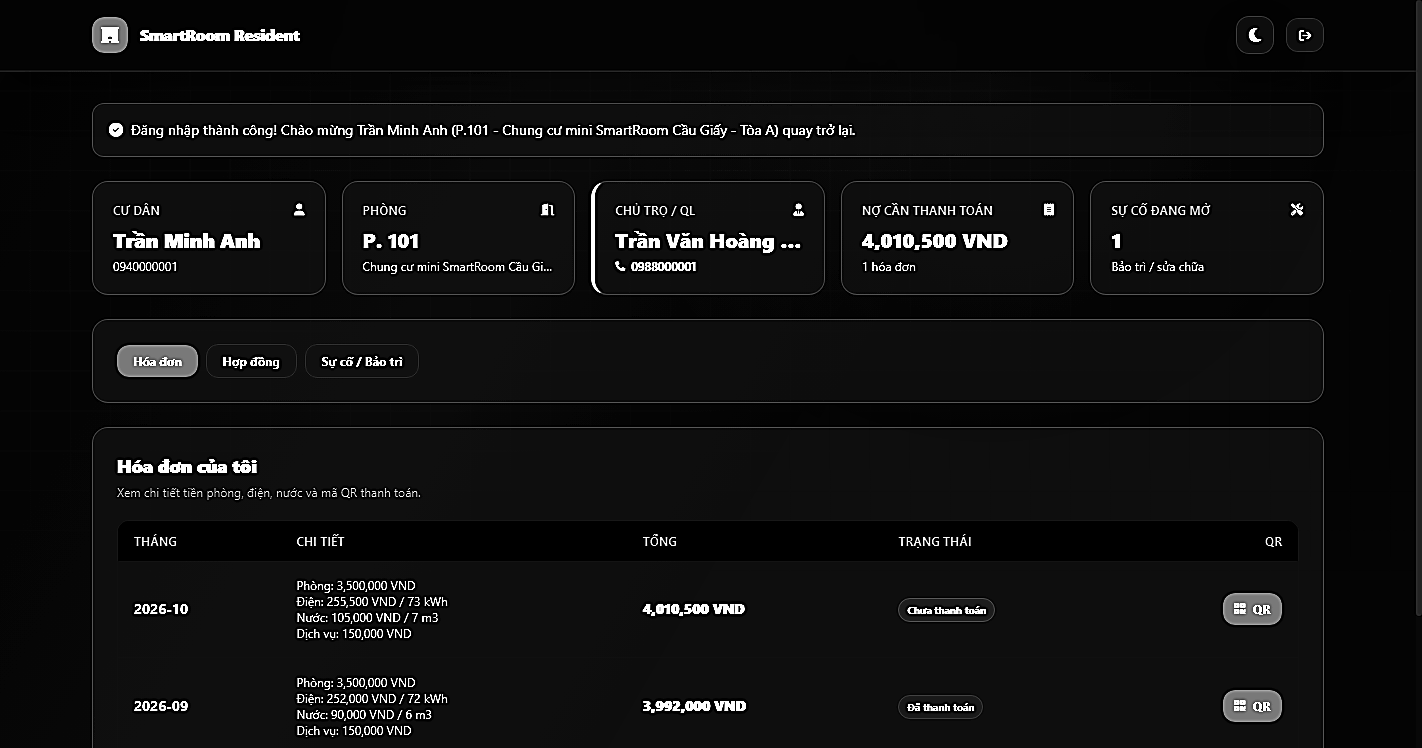 SmartRoom Resident
Đăng nhập thành công! Chào mừng Trần Minh Anh (P.101 - Chung cư mini SmartRoom Cầu Giấy - Tòa A) quay trở lại.
CƯ DÂN
Trần Minh Anh
0940000001
PHÒNG
P. 101
Chung cư mini SmartRoom Cầu Gi...
CHỦ TRỌ / QL
Trần Văn Hoàng ...
0988000001
NỢ CẦN THANH TOÁN
4,010,500 VND
1 hóa đơn
SỰ CỐ ĐANG MỞ
1
Bảo trì / sửa chữa
Hóa đơn
Hợp đồng
Sự cố / Bảo trì
Hóa đơn của tôi
Xem chi tiết tiền phòng, điện, nước và mã QR thanh toán.
THÁNG CHI TIẾT TỔNG TRẠNG THÁI QR
2026-10
Phòng: 3,500,000 VND
Điện: 255,500 VND / 73 kWh
Nước: 105,000 VND / 7 m3
Dịch vụ: 150,000 VND
4,010,500 VND
Chưa thanh toán
QR
2026-09
Phòng: 3,500,000 VND
Điện: 252,000 VND / 72 kWh
Nước: 90,000 VND / 6 m3
Dịch vụ: 150,000 VND
3,992,000 VND
Đã thanh toán
QR